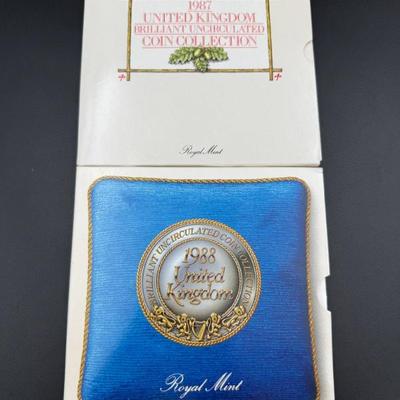 1987
UNITED KINGDOM
BRILLIANT UNCIRCULATED
COIN COLLECTION
Royal Mint
BRILLIANT UNCIRCULATED COIN COLLECTION
1988
United
Kingdom
Royal Mint